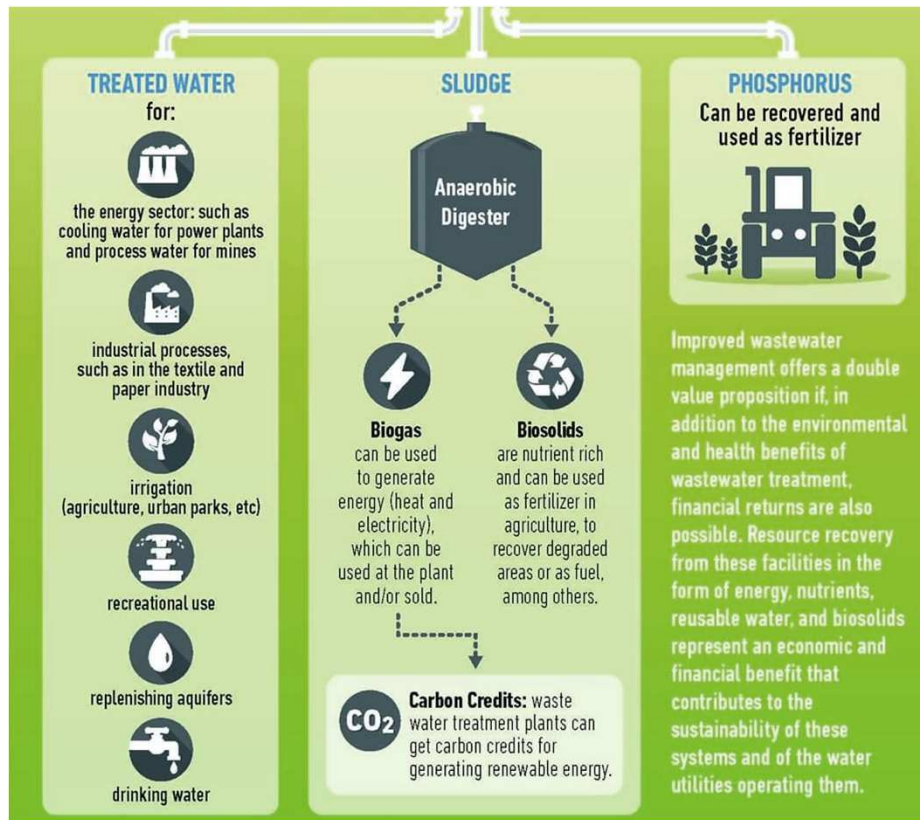 TREATED WATER
for:
the energy sector: such as
cooling water for power plants
and process water for mines
industrial processes,
such as in the textile and
paper industry
irrigation
(agriculture, urban parks, etc)
recreational use
replenishing aquifers
drinking water
SLUDGE
Anaerobic
Digester
Biogas
can be used
to generate
energy (heat and
electricity),
which can be
used at the plant
and/or sold.
Biosolids
are nutrient rich
and can be used
as fertilizer in
agriculture, to
recover degraded
areas or as fuel,
among others.
CO2
Carbon Credits: waste
water treatment plants can
get carbon credits for
generating renewable energy.
PHOSPHORUS
Can be recovered and
used as fertilizer
Improved wastewater
management offers a double
value proposition if, in
addition to the environmental
and health benefits of
wastewater treatment,
financial returns are also
possible. Resource recovery
from these facilities in the
form of energy, nutrients,
reusable water, and biosolids
represent an economic and
financial benefit that
contributes to the
sustainability of these
systems and of the water
utilities operating them.